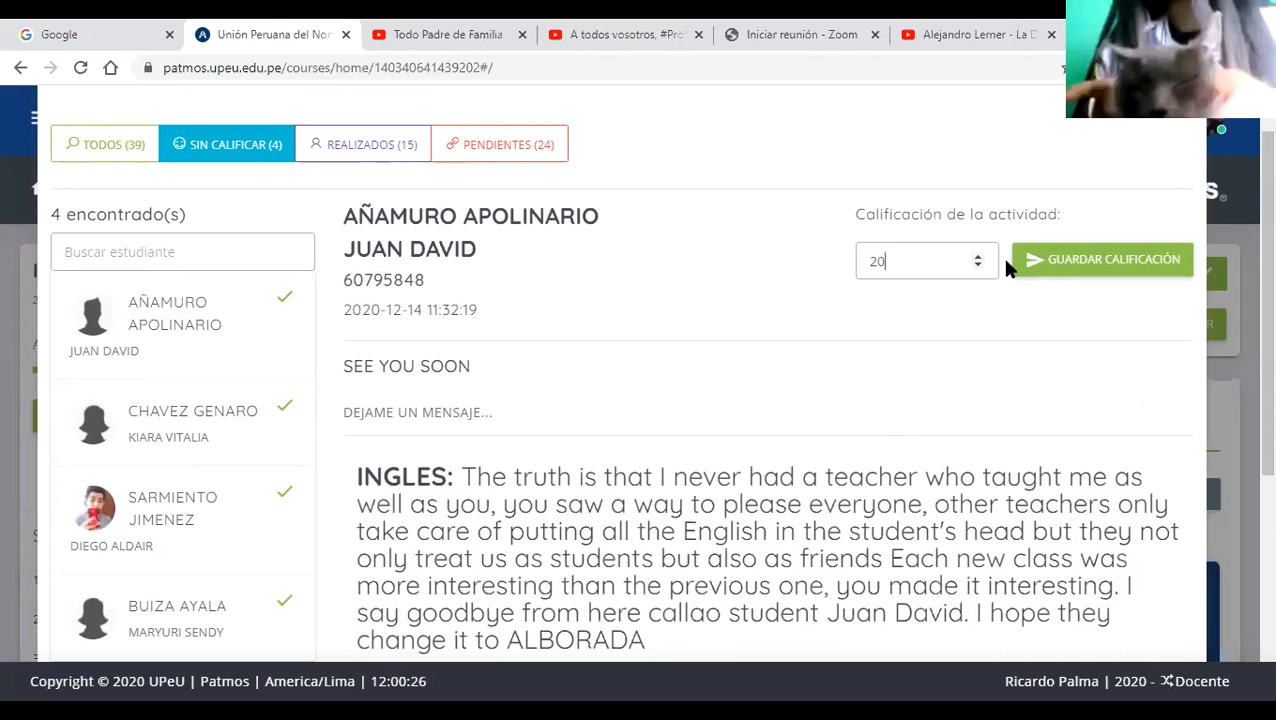 Google
Unión Peruana del Nor
Todo Padre de Familia
A todos vosotros, #Pro
Iniciar reunión - Zoom
Alejandro Lerner - La D
patmos.upeu.edu.pe/courses/home/140340641439202#/
TODOS (39)
SIN CALIFICAR (4)
REALIZADOS (15)
PENDIENTES (24)
4 encontrado(s)
Buscar estudiante
AÑAMURO
APOLINARIO
JUAN DAVID
CHAVEZ GENARO
KIARA VITALIA
SARMIENTO
JIMENEZ
DIEGO ALDAIR
BUIZA AYALA
MARYURI SENDY
AÑAMURO APOLINARIO
JUAN DAVID
60795848
2020-12-14 11:32:19
Calificación de la actividad:
20
GUARDAR CALIFICACIÓN
SEE YOU SOON
DEJAME UN MENSAJE...
INGLES: The truth is that I never had a teacher who taught me as
well as you, you saw a way to please everyone, other teachers only
take care of putting all the English in the student's head but they not
only treat us as students but also as friends Each new class was
more interesting than the previous one, you made it interesting. I
say goodbye from here callao student Juan David. I hope they
change it to ALBORADA
Copyright © 2020 UPeU | Patmos | America/Lima | 12:00:26
Ricardo Palma | 2020 - Docente